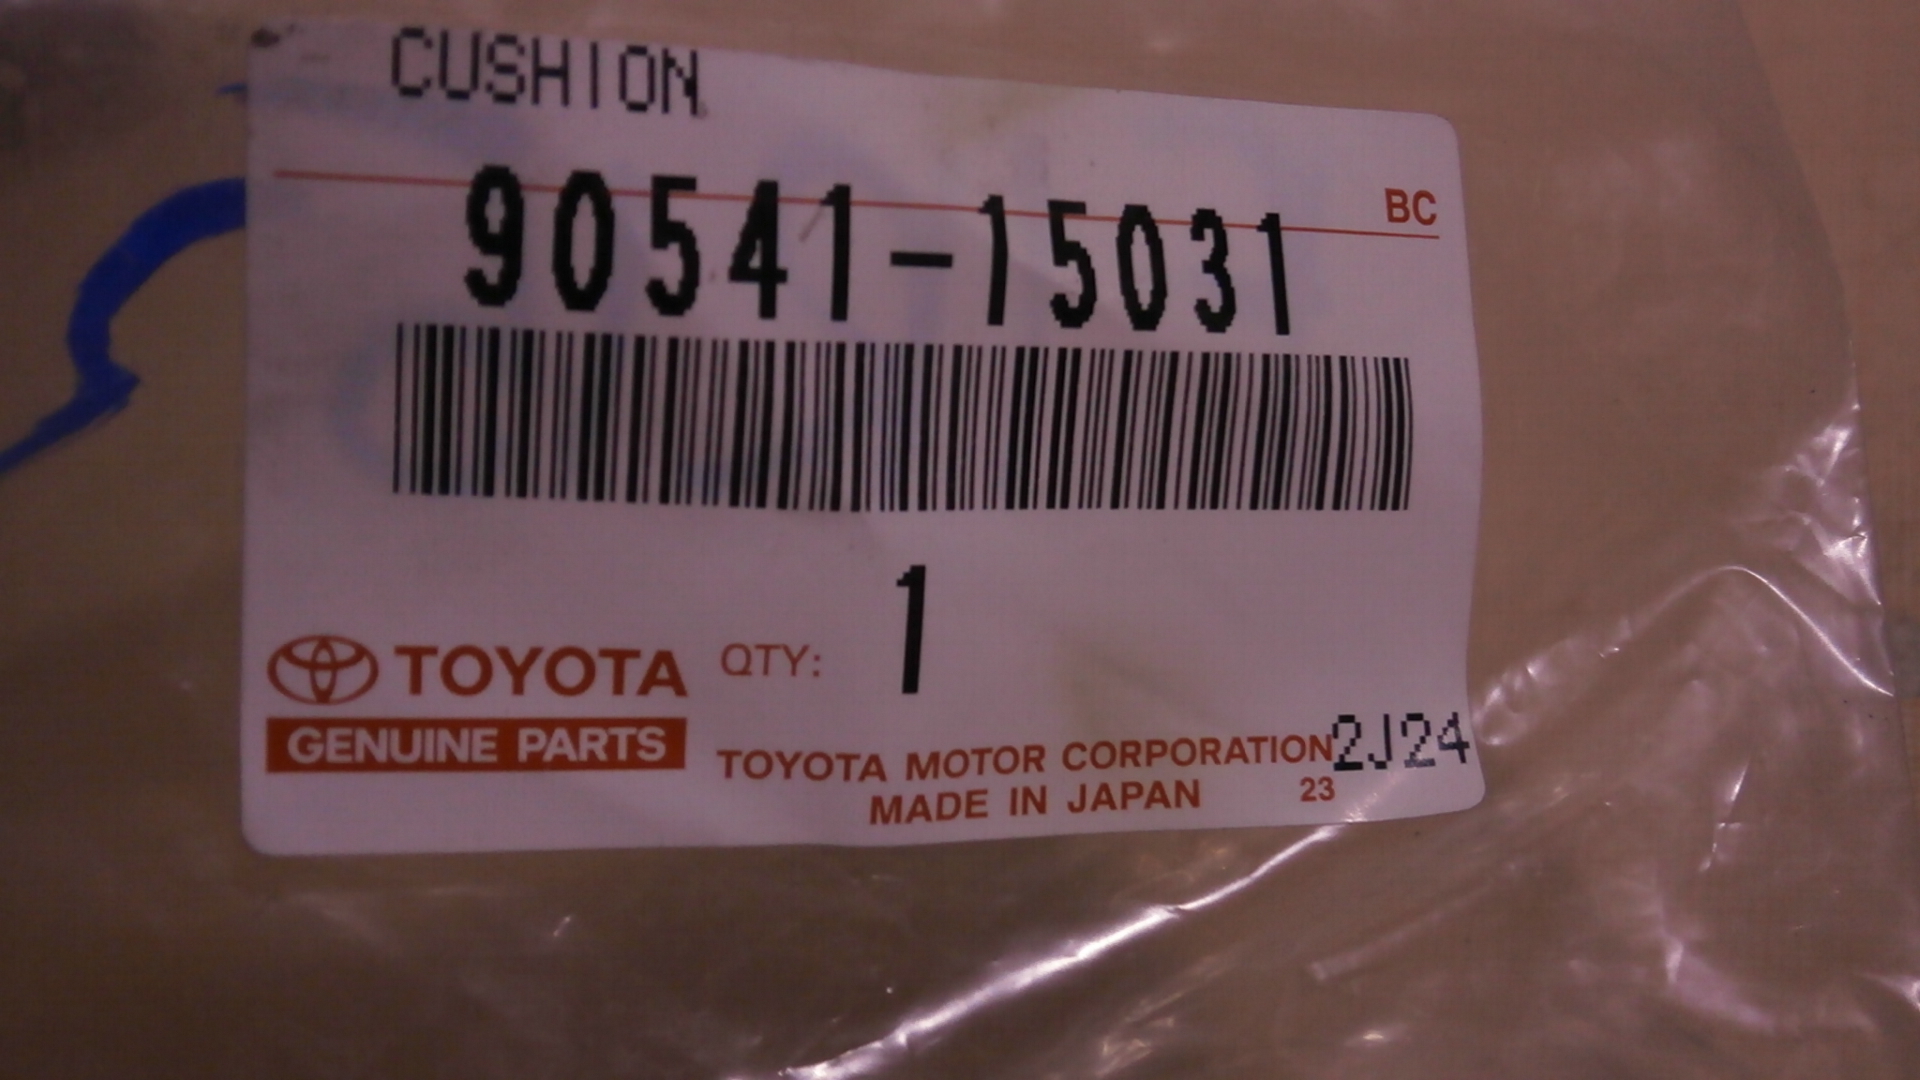 CUSHION
BC
90541-15031
1
TOYOTA QTY:
GENUINE PARTS
TOYOTA MOTOR CORPORATION 2J24
MADE IN JAPAN 23